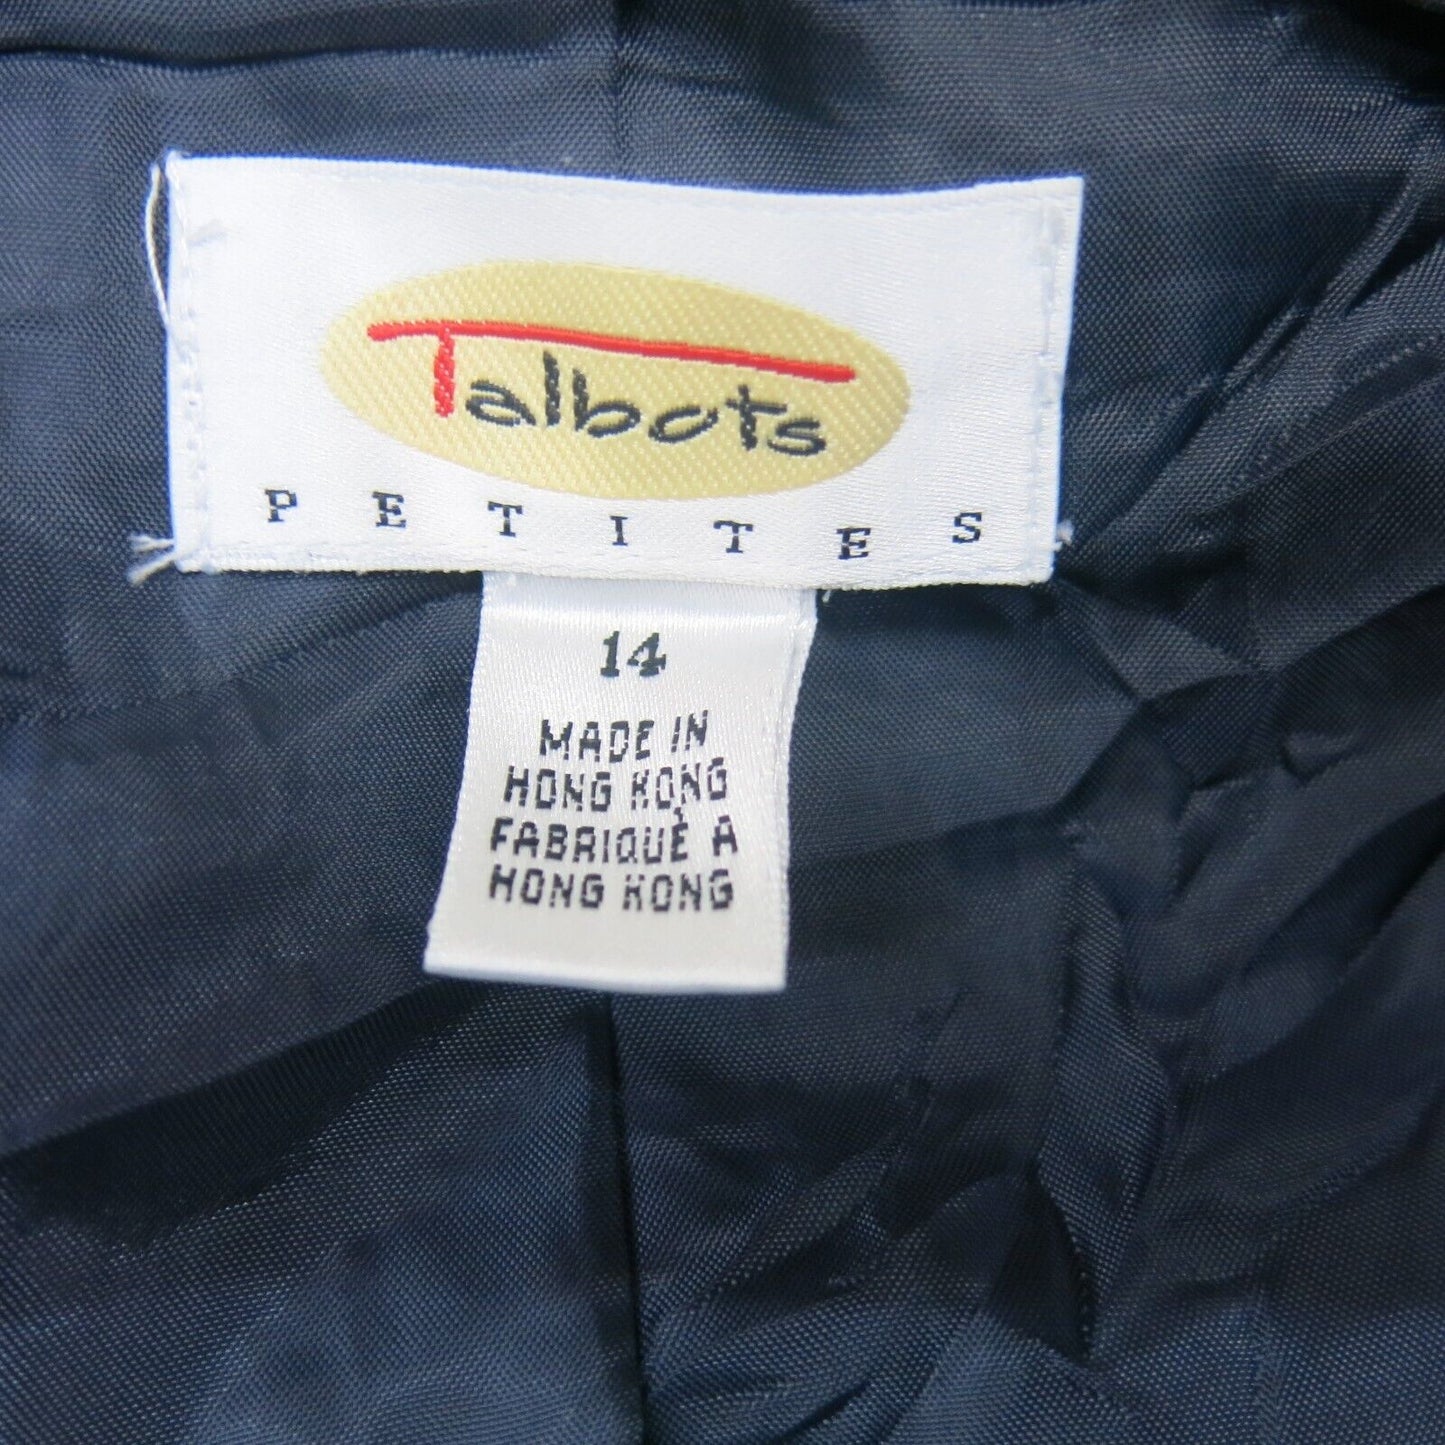 Talbots
PETITES
14
MADE IN
HONG KONG
FABRIQUÉ A
HONG KONG